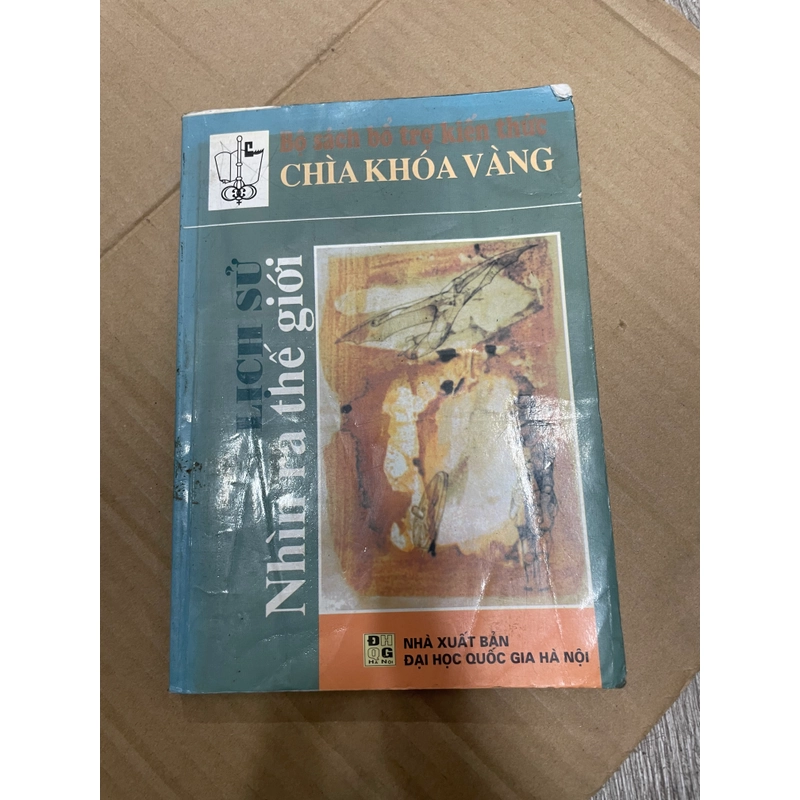 Bộ sách bổ trợ kiến thức
CHÌA KHÓA VÀNG
LỊCH SỬ
Nhìn ra thế giới
ĐH
QG
HÀ NỘI
NHÀ XUẤT BẢN
ĐẠI HỌC QUỐC GIA HÀ NỘI